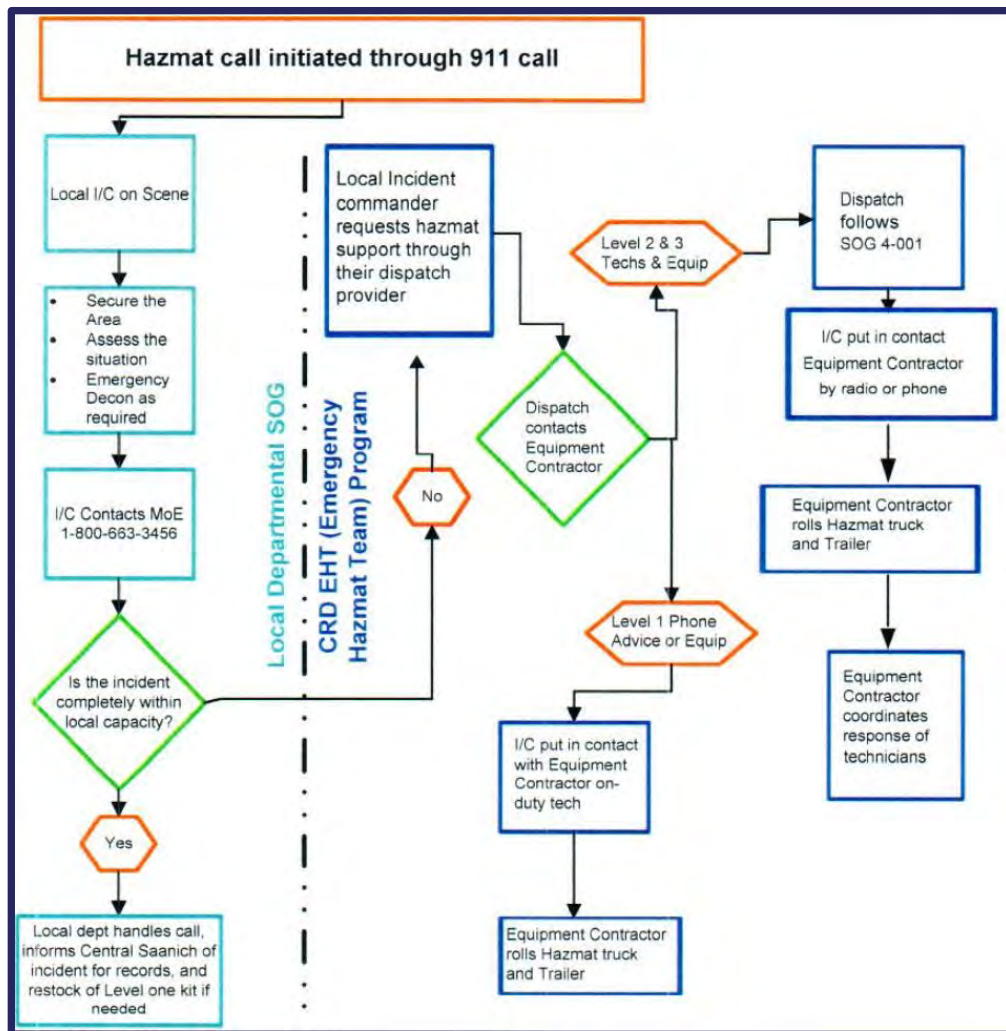 Hazmat call initiated through 911 call
Local I/C on Scene
• Secure the
Area
• Assess the
situation
• Emergency
Decon as
required
I/C Contacts MoE
1-800-663-3456
Is the incident
completely within
local capacity?
Yes
Local dept handles call,
informs Central Saanich of
incident for records, and
restock of Level one kit if
needed
Local Departmental SOG
CRD EHT (Emergency
Hazmat Team) Program
No
Local Incident
commander
requests hazmat
support through
their dispatch
provider
Dispatch
contacts
Equipment
Contractor
Level 2 & 3
Techs & Equip
Dispatch
follows
SOG 4-001
I/C put in contact
Equipment Contractor
by radio or phone
Equipment Contractor
rolls Hazmat truck
and Trailer
Equipment
Contractor
coordinates
response of
technicians
Level 1 Phone
Advice or Equip
I/C put in contact
with Equipment
Contractor on-
duty tech
Equipment Contractor
rolls Hazmat truck
and Trailer